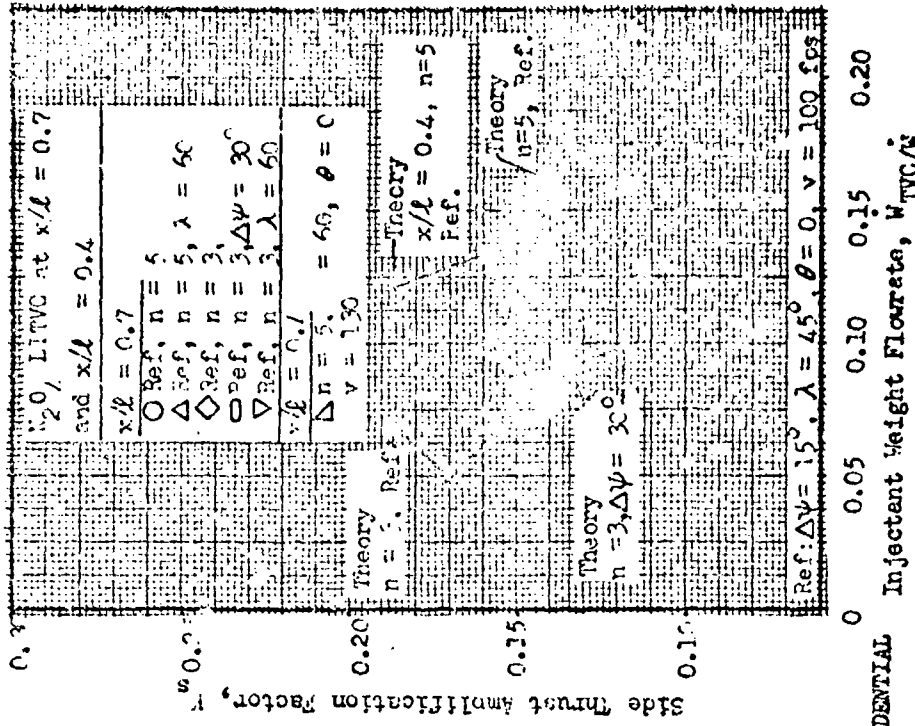 N2O4 LITVC at x/ℓ = 0.7
and x/ℓ = 0.4
x/ℓ = 0.7
○ Ref, n = 5
△ Ref, n = 5, λ = 60
◇ Ref, n = 3,
Ref, n = 3, Δψ = 30°
▽ Ref, n = 3, λ = 60
△ n = 5, = 60, θ = 0
v = 130
Theory
Ref.
Theory
x/ℓ = 0.4, n=5
Ref.
Theory
n=5, Ref.
Theory
n =3,Δψ= 30°
Ref: Δψ= 15°, λ = 45°, θ = 0, v = 100 fps
0.20
0.15
0.10
0 0.05 0.10 0.15 0.20
Side Thrust Amplification Factor, K s
DENTIAL Injectant Weight Flowrate, Ẇ TVC/Ẇ